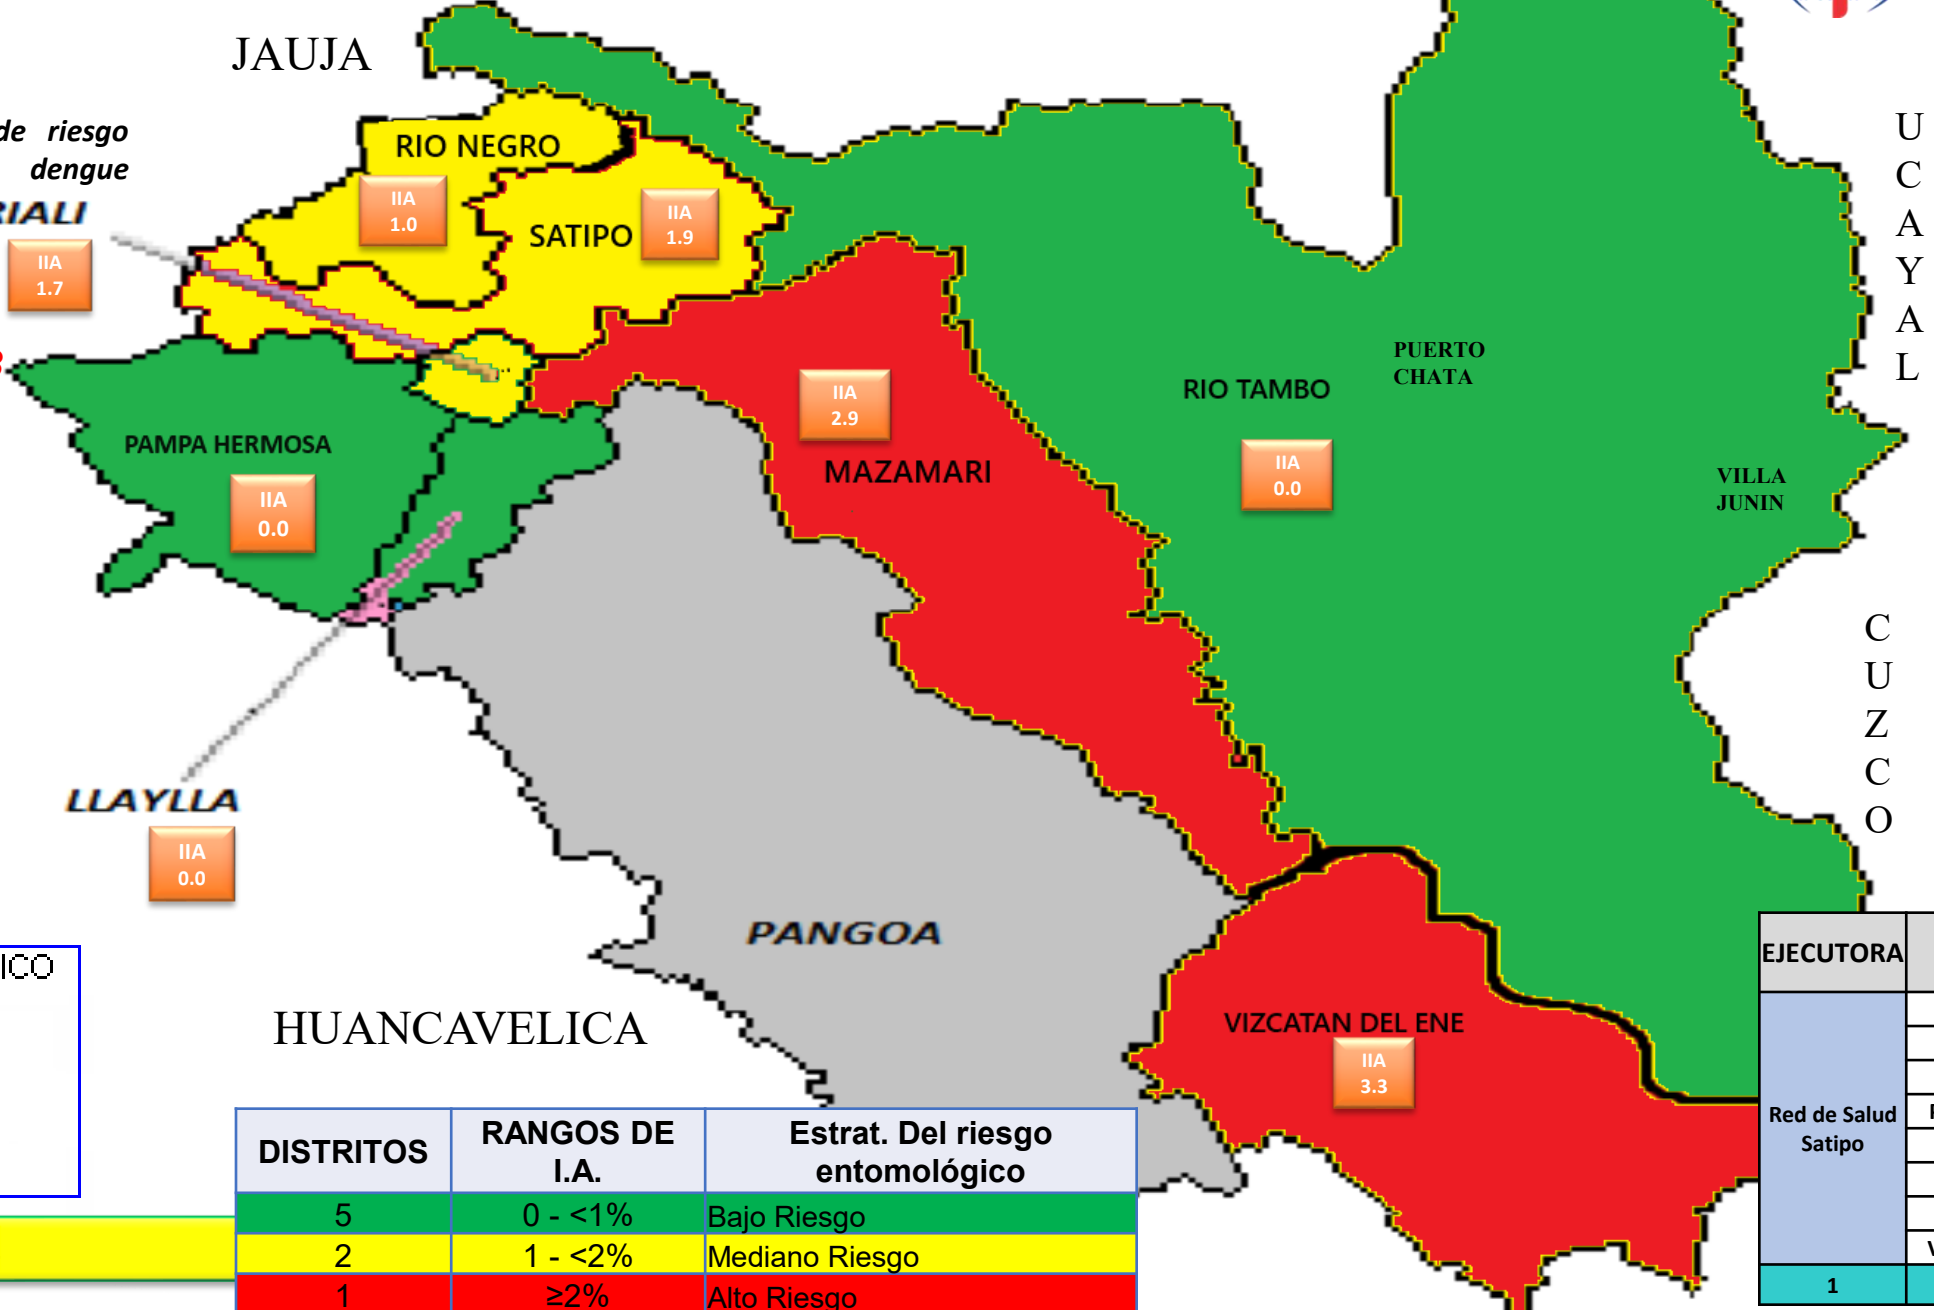 JAUJA
de riesgo
dengue
RIO NEGRO
IIA
1.0
SATIPO
IIA
1.9
IIA
1.7
U
C
A
Y
A
L
PUERTO
CHATA
RIO TAMBO
IIA
0.0
IIA
2.9
MAZAMARI
PAMPA HERMOSA
IIA
0.0
VILLA
JUNIN
C
U
Z
C
O
LLAYLLA
IIA
0.0
PANGOA
HUANCAVELICA
VIZCATAN DEL ENE
IIA
3.3
EJECUTORA
Red de Salud
Satipo
1
DISTRITOS RANGOS DE I.A. Estrat. Del riesgo entomológico
5 0 - <1% Bajo Riesgo
2 1 - <2% Mediano Riesgo
1 ≥2% Alto Riesgo